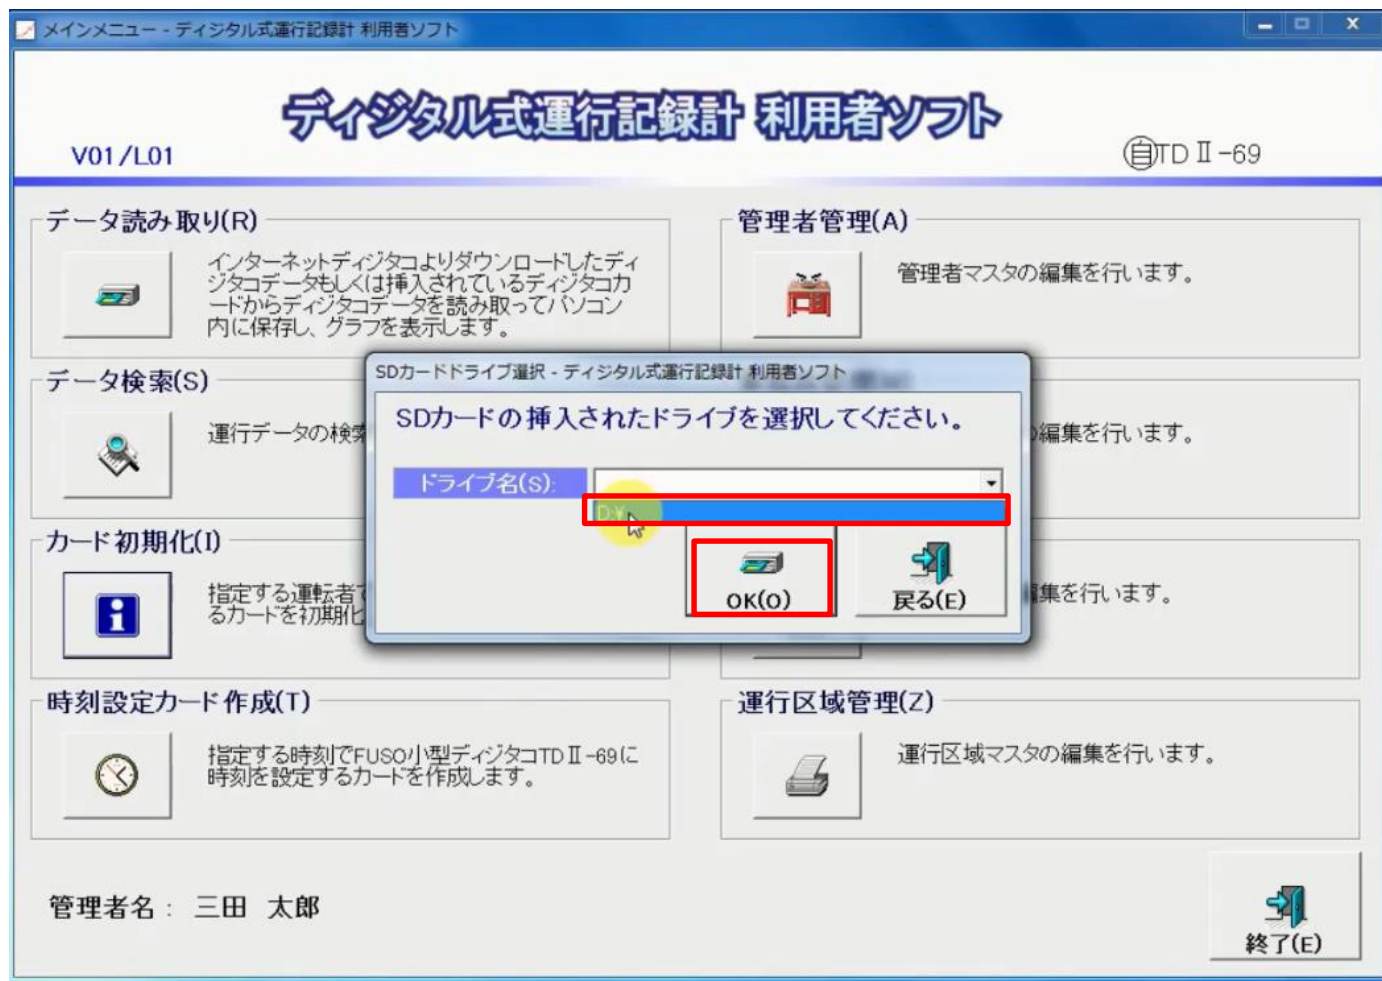 メインメニュー - ディジタル式運行記録計 利用者ソフト
ディジタル式運行記録計 利用者ソフト
V01/L01
自TDⅡ-69
データ読み取り(R)
インターネットディジタコよりダウンロードしたディ
ジタコデータもしくは挿入されているディジタコカ
ードからディジタコデータを読み取ってパソコン
内に保存し、グラフを表示します。
管理者管理(A)
管理者マスタの編集を行います。
データ検索(S)
運行データの検索
の編集を行います。
SDカードドライブ選択 - ディジタル式運行記録計 利用者ソフト
SDカードの挿入されたドライブを選択してください。
ドライブ名(S):
D:¥
OK(O)
戻る(E)
カード初期化(I)
指定する運転者で
るカードを初期化
編集を行います。
時刻設定カード作成(T)
指定する時刻でFUSO小型ディジタコTDⅡ-69に
時刻を設定するカードを作成します。
運行区域管理(Z)
運行区域マスタの編集を行います。
管理者名 : 三田 太郎
終了(E)